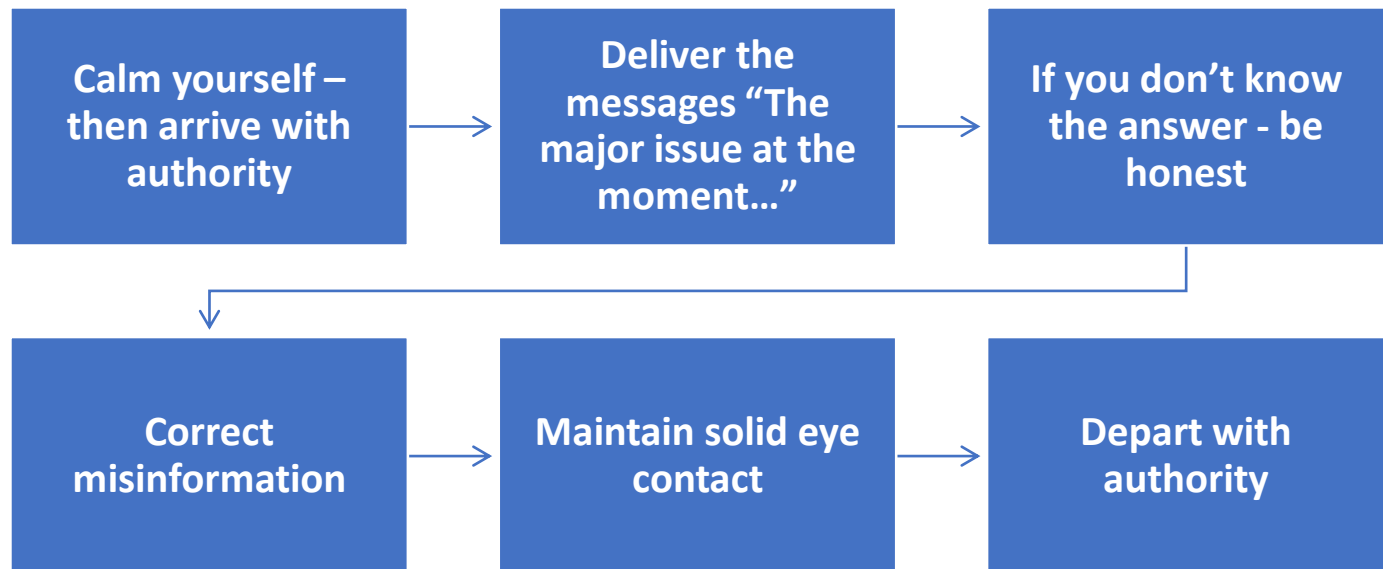 Calm yourself –
then arrive with
authority
Deliver the
messages “The
major issue at the
moment…”
If you don’t know
the answer - be
honest
Correct
misinformation
Maintain solid eye
contact
Depart with
authority